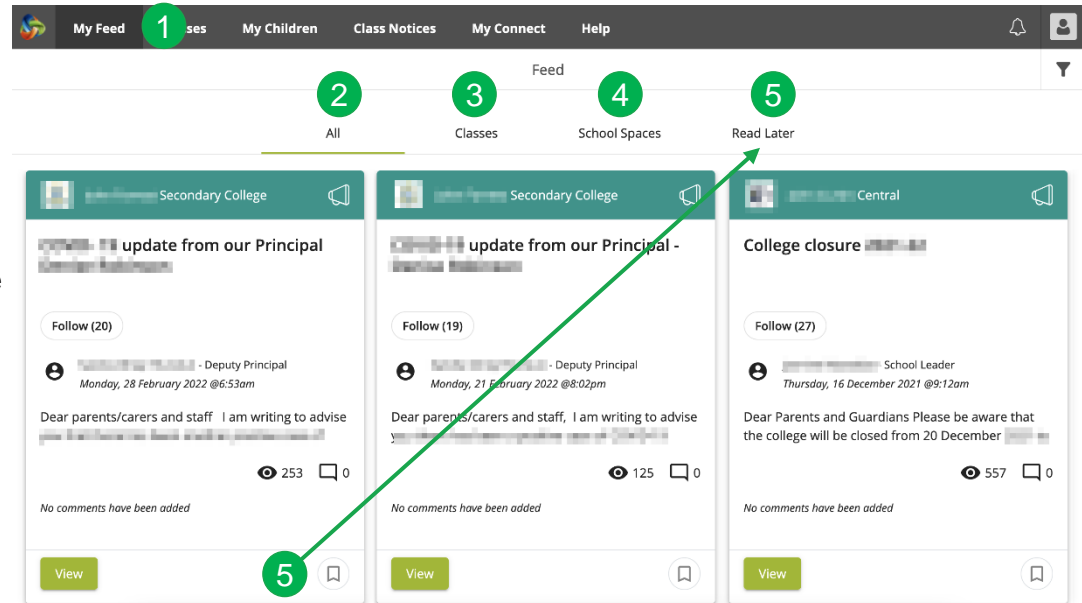 My Feed 1 ses My Children Class Notices My Connect Help
Feed
2 3 4 5
All Classes School Spaces Read Later
Secondary College
update from our Principal
Follow (20)
- Deputy Principal
Monday, 28 February 2022 @6:53am
Dear parents/carers and staff I am writing to advise
253 0
No comments have been added
View 5
Secondary College
update from our Principal -
Follow (19)
- Deputy Principal
Monday, 21 February 2022 @8:02pm
Dear parents/carers and staff, I am writing to advise
125 0
No comments have been added
View
Central
College closure
Follow (27)
School Leader
Thursday, 16 December 2021 @9:12am
Dear Parents and Guardians Please be aware that
the college will be closed from 20 December
557 0
No comments have been added
View